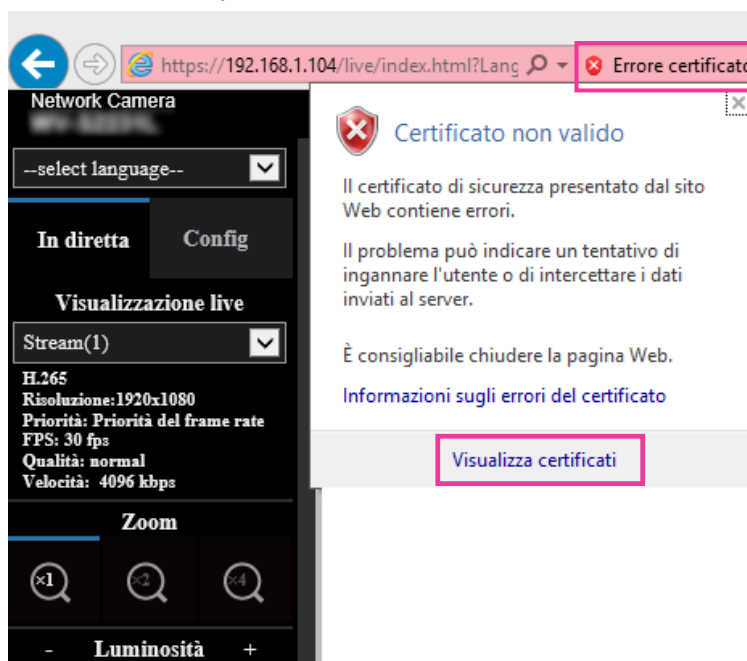 https://192.168.1.104/live/index.html?Lang
Errore certificato
Network Camera
--select language--
In diretta
Config
Visualizzazione live
Stream(1)
H.265
Risoluzione:1920x1080
Priorità: Priorità del frame rate
FPS: 30 fps
Qualità: normal
Velocità: 4096 kbps
Zoom
×1
×2
×4
- Luminosità +
Certificato non valido
Il certificato di sicurezza presentato dal sito
Web contiene errori.
Il problema può indicare un tentativo di
ingannare l'utente o di intercettare i dati
inviati al server.
È consigliabile chiudere la pagina Web.
Informazioni sugli errori del certificato
Visualizza certificati